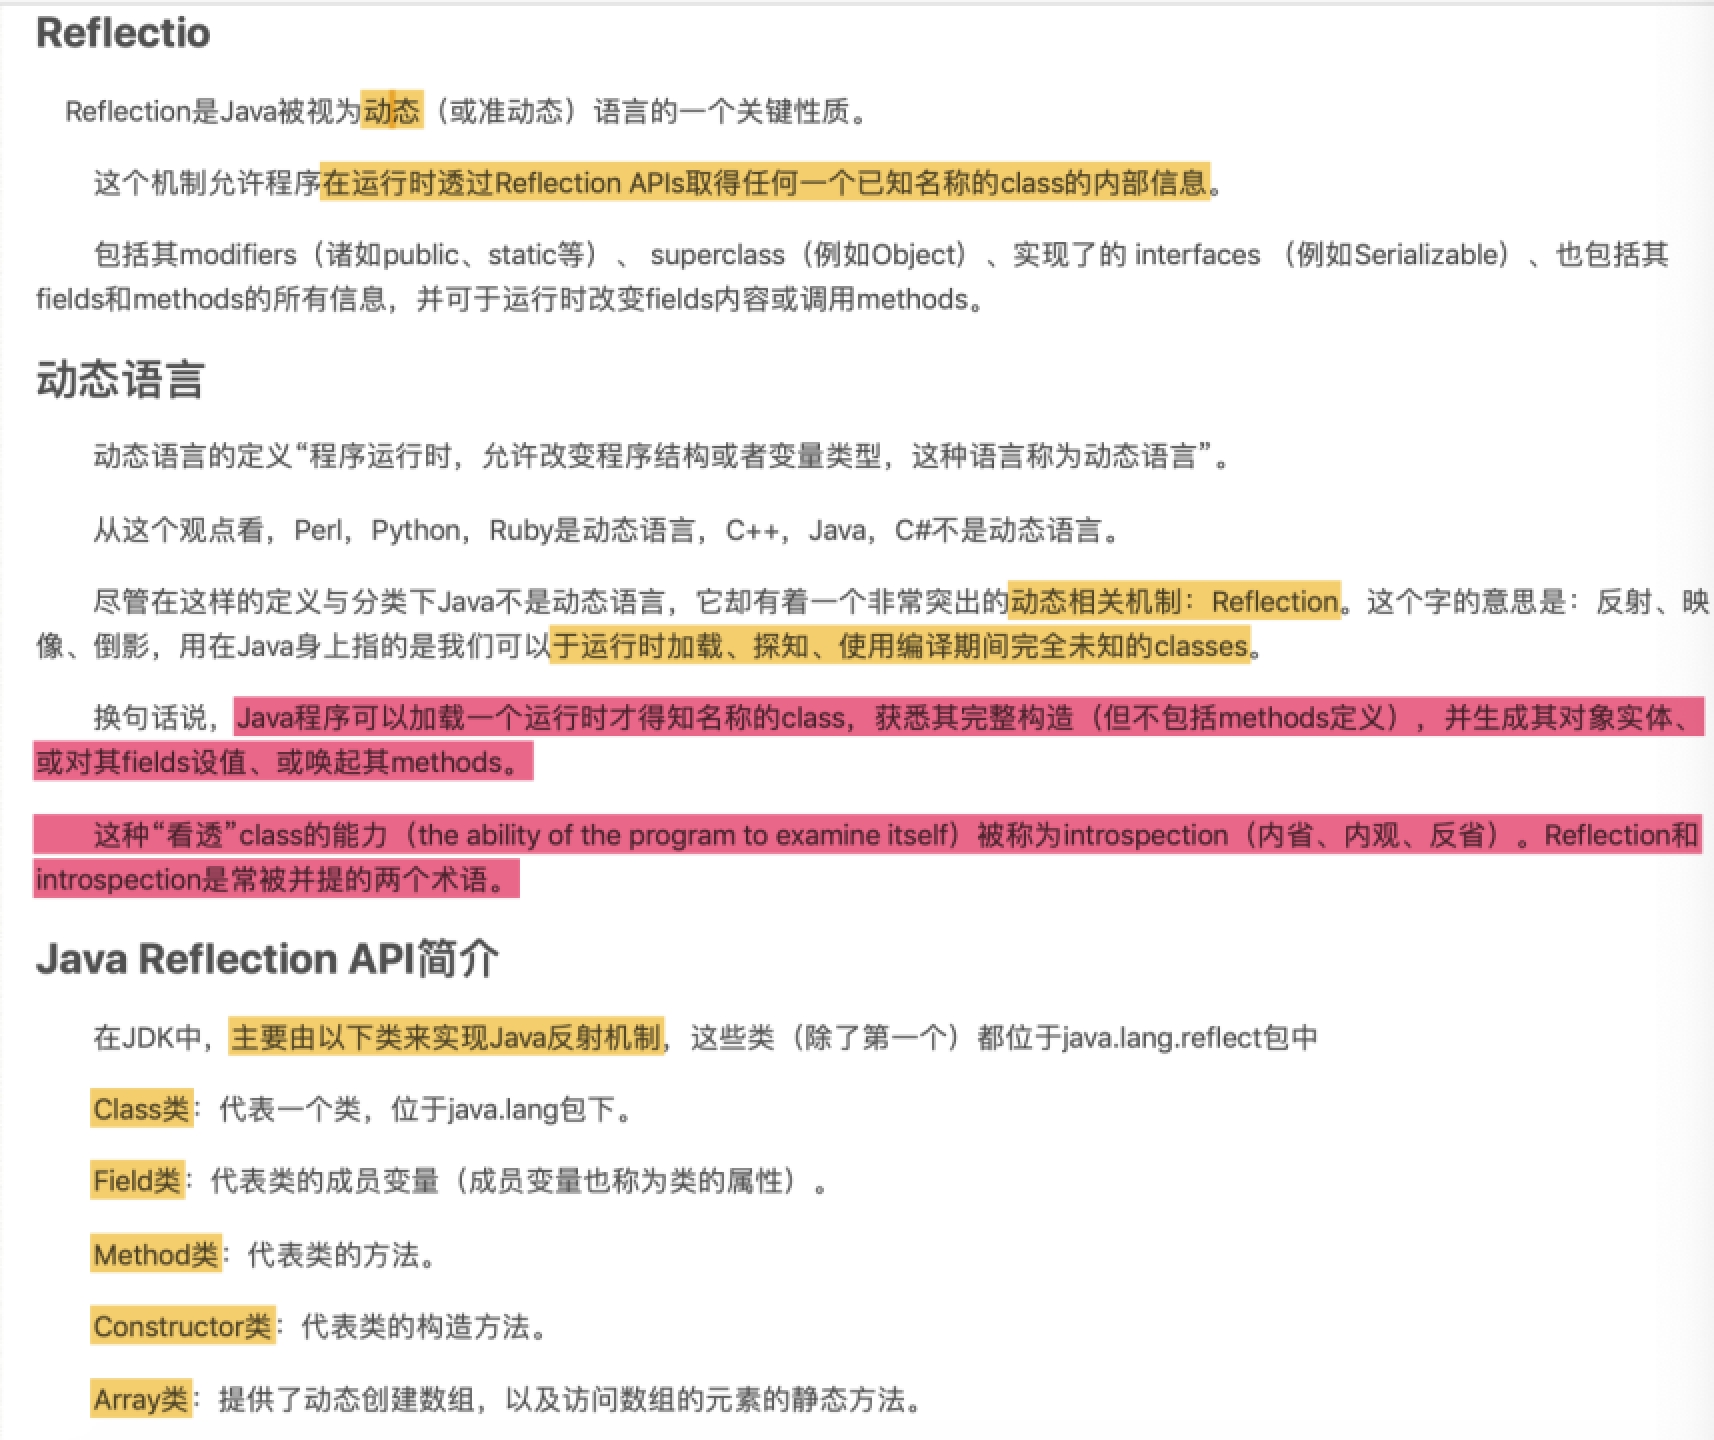 Reflectio
Reflection是Java被视为动态（或准动态）语言的一个关键性质。
这个机制允许程序在运行时透过Reflection APIs取得任何一个已知名称的class的内部信息。
包括其modifiers（诸如public、static等）、 superclass（例如Object）、实现了的 interfaces （例如Serializable）、也包括其
fields和methods的所有信息，并可于运行时改变fields内容或调用methods。
动态语言
动态语言的定义“程序运行时，允许改变程序结构或者变量类型，这种语言称为动态语言”。
从这个观点看，Perl，Python，Ruby是动态语言，C++，Java，C#不是动态语言。
尽管在这样的定义与分类下Java不是动态语言，它却有着一个非常突出的动态相关机制：Reflection。这个字的意思是：反射、映
像、倒影，用在Java身上指的是我们可以于运行时加载、探知、使用编译期间完全未知的classes。
换句话说，Java程序可以加载一个运行时才得知名称的class，获悉其完整构造（但不包括methods定义），并生成其对象实体、
或对其fields设值、或唤起其methods。
这种“看透”class的能力（the ability of the program to examine itself）被称为introspection（内省、内观、反省）。Reflection和
introspection是常被并提的两个术语。
Java Reflection API简介
在JDK中，主要由以下类来实现Java反射机制，这些类（除了第一个）都位于java.lang.reflect包中
Class类：代表一个类，位于java.lang包下。
Field类：代表类的成员变量（成员变量也称为类的属性）。
Method类：代表类的方法。
Constructor类：代表类的构造方法。
Array类：提供了动态创建数组，以及访问数组的元素的静态方法。